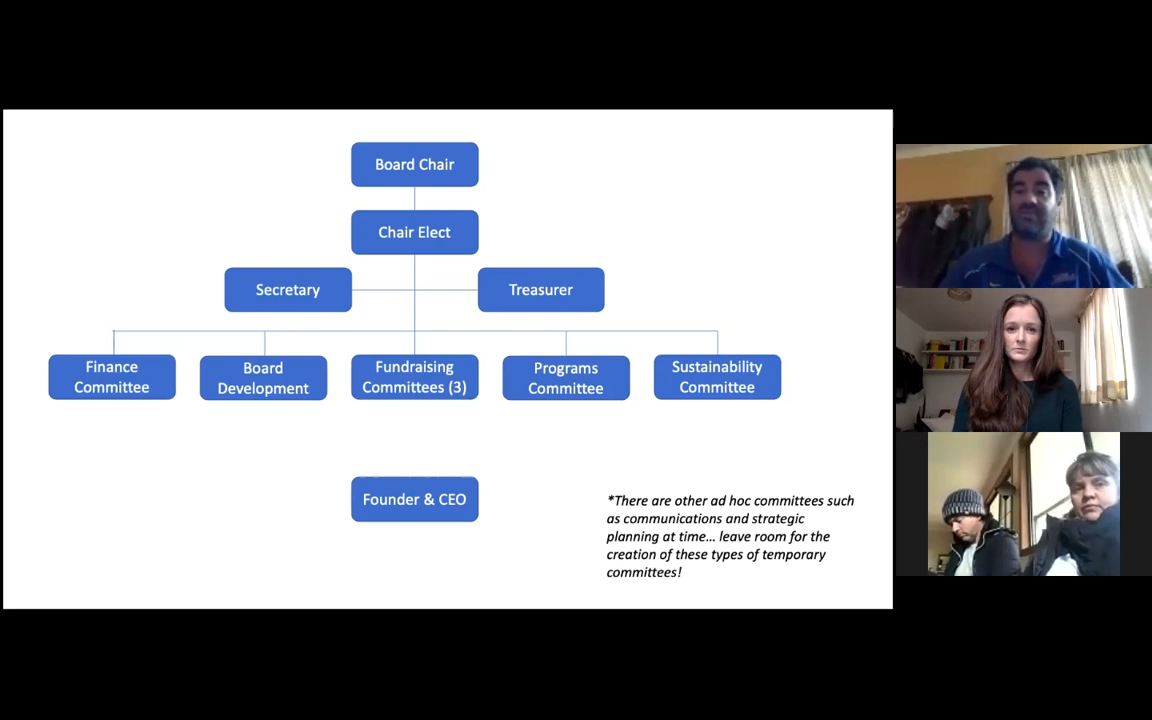 Board Chair
Chair Elect
Secretary
Treasurer
Finance
Committee
Board
Development
Fundraising
Committees (3)
Programs
Committee
Sustainability
Committee
Founder & CEO
*There are other ad hoc committees such
as communications and strategic
planning at time... leave room for the
creation of these types of temporary
committees!